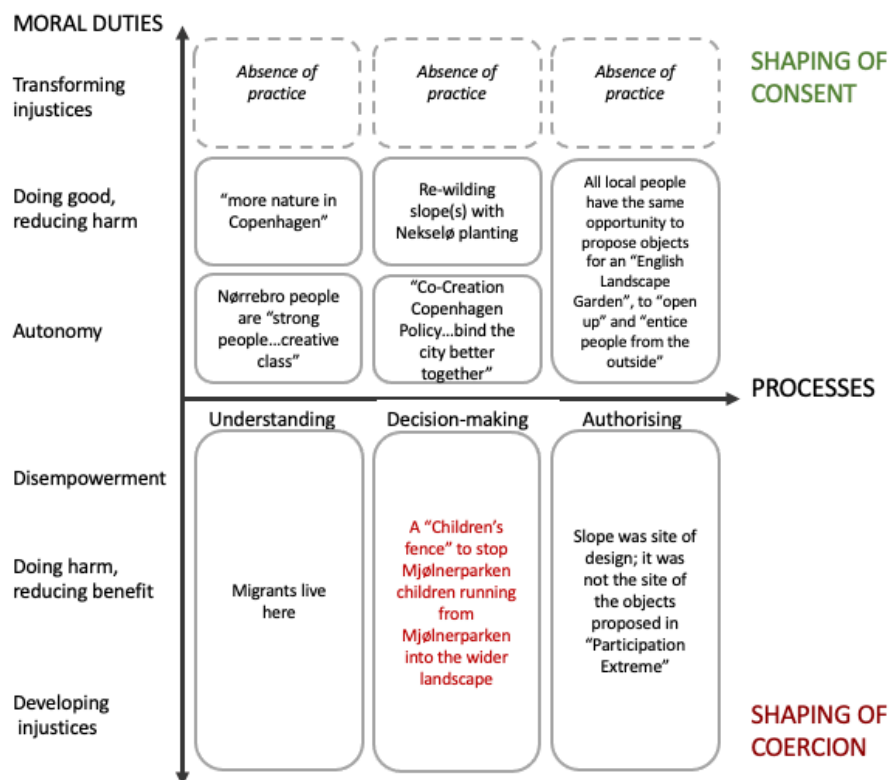 MORAL DUTIES
Transforming
injustices
Absence of
practice
Absence of
practice
Absence of
practice
SHAPING OF
CONSENT
Doing good,
reducing harm
“more nature in
Copenhagen”
Re-wilding
slope(s) with
Nekselø planting
All local people
have the same
opportunity to
propose objects
for an “English
Landscape
Garden”, to “open
up” and “entice
people from the
outside”
Autonomy
Nørrebro people
are “strong
people…creative
class”
“Co-Creation
Copenhagen
Policy…bind the
city better
together”
PROCESSES
Understanding
Decision-making
Authorising
Disempowerment
Doing harm,
reducing benefit
Developing
injustices
Migrants live
here
A “Children’s
fence” to stop
Mjølnerparken
children running
from
Mjølnerparken
into the wider
landscape
Slope was site of
design; it was
not the site of
the objects
proposed in
“Participation
Extreme”
SHAPING OF
COERCION